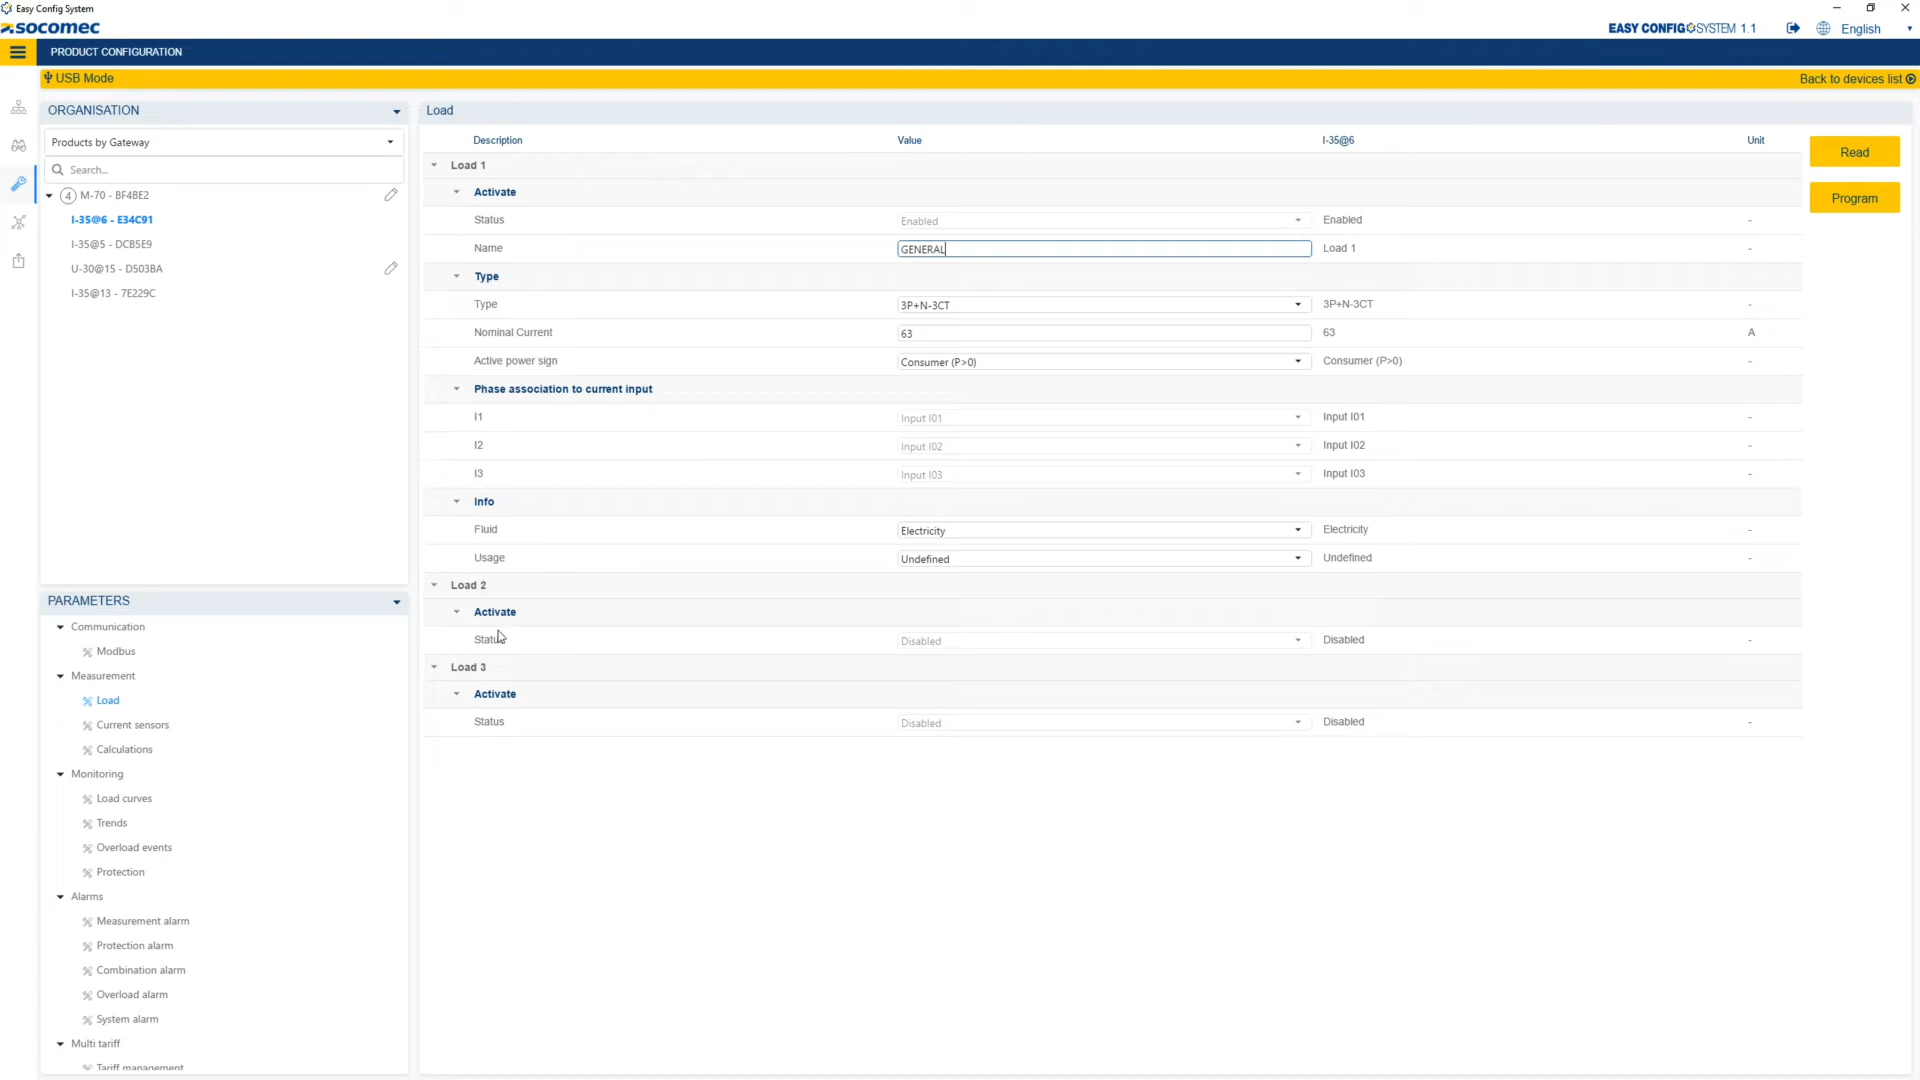 Easy Config System
socomec
EASY CONFIG SYSTEM 1.1
English
PRODUCT CONFIGURATION
USB Mode
Back to devices list
ORGANISATION
Products by Gateway
Search...
4 M-70 - BF4BE2
I-35@6 - E34C91
I-35@5 - DCB5E9
U-30@15 - D503BA
I-35@13 - 7E229C
PARAMETERS
Communication
Modbus
Measurement
Load
Current sensors
Calculations
Monitoring
Load curves
Trends
Overload events
Protection
Alarms
Measurement alarm
Protection alarm
Combination alarm
Overload alarm
System alarm
Multi tariff
Tariff management
Load
Description Value I-35@6 Unit
Load 1
Activate
Status Enabled Enabled -
Name GENERAL Load 1 -
Type
Type 3P+N-3CT 3P+N-3CT -
Nominal Current 63 63 A
Active power sign Consumer (P>0) Consumer (P>0) -
Phase association to current input
I1 Input I01 Input I01 -
I2 Input I02 Input I02 -
I3 Input I03 Input I03 -
Info
Fluid Electricity Electricity -
Usage Undefined Undefined -
Load 2
Activate
Status Disabled Disabled -
Load 3
Activate
Status Disabled Disabled -
Read
Program